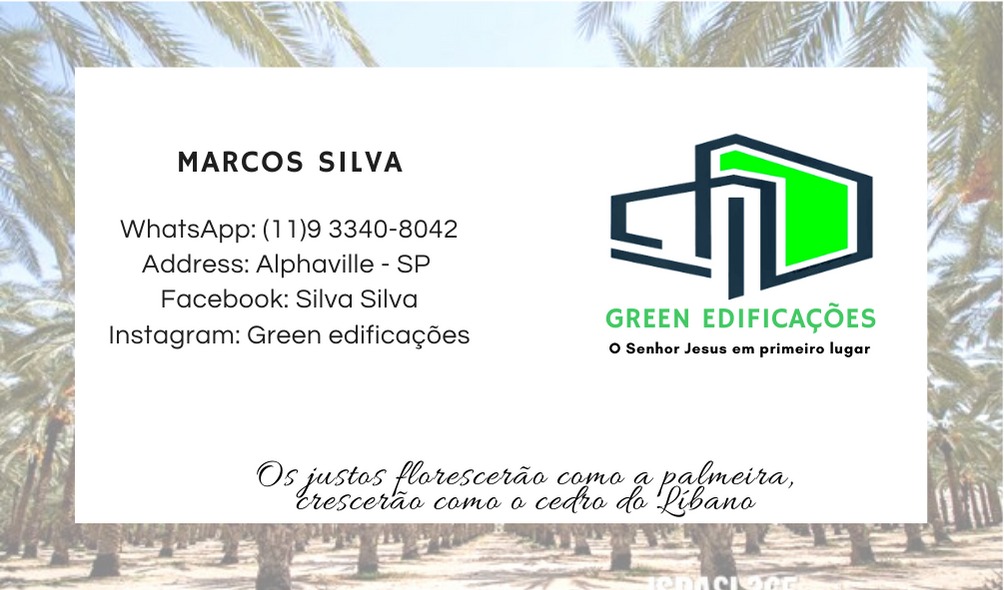 MARCOS SILVA
WhatsApp: (11)9 3340-8042
Address: Alphaville - SP
Facebook: Silva Silva
Instagram: Green edificações
GREEN EDIFICAÇÕES
O Senhor Jesus em primeiro lugar
Os justos florescerão como a palmeira,
crescerão como o cedro do Líbano